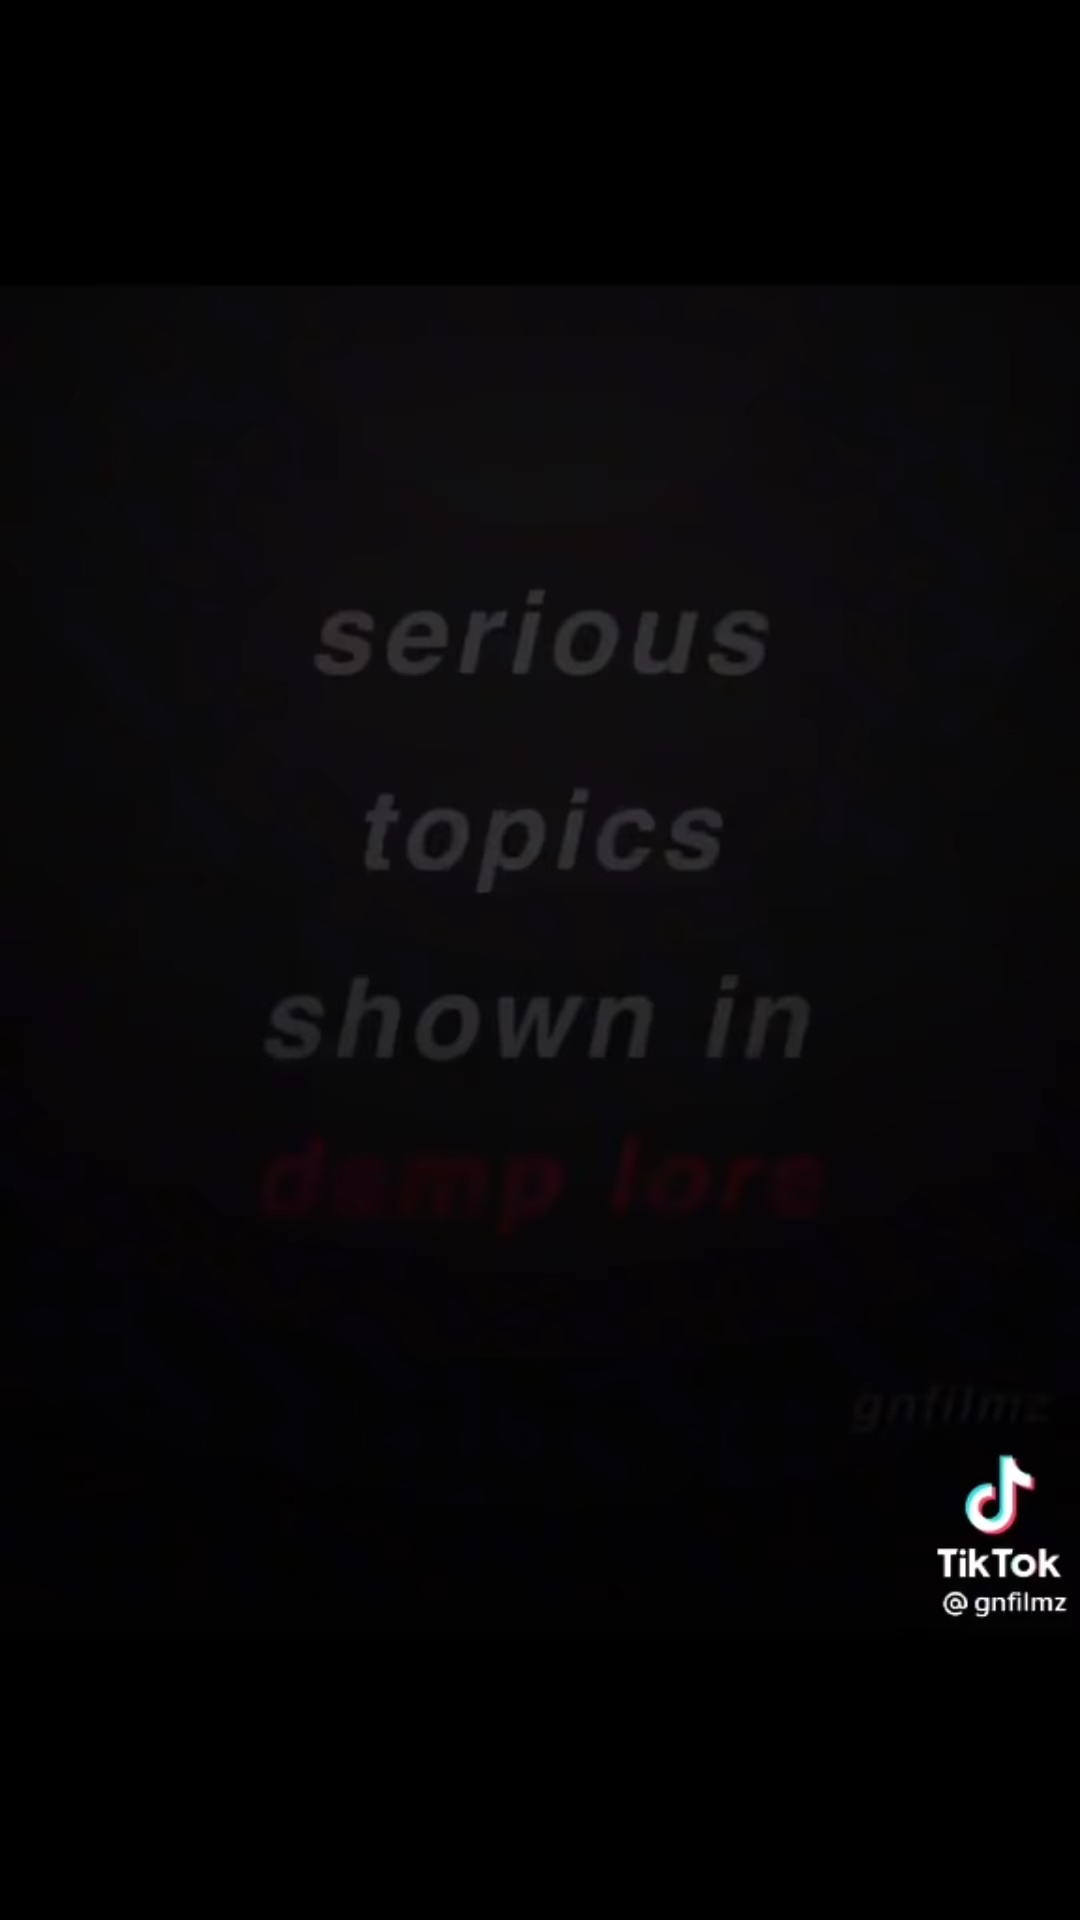 serious
topics
shown in
dsmp lore
gnfilmz
TikTok
@ gnfilmz